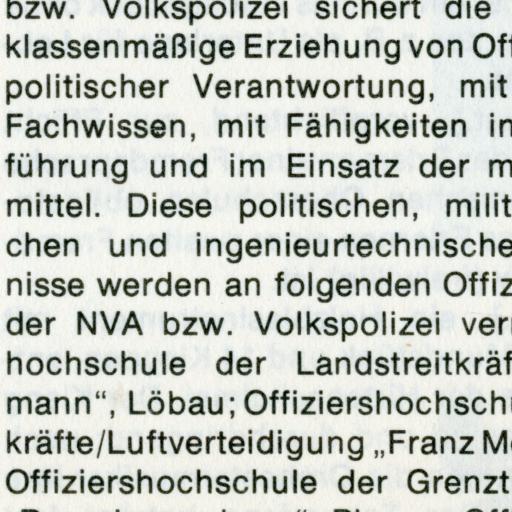 bzw. Volkspolizei sichert die
klassenmäßige Erziehung von Off
politischer Verantwortung, mit
Fachwissen, mit Fähigkeiten in
führung und im Einsatz der m
mittel. Diese politischen, milit
chen und ingenieurtechnische
nisse werden an folgenden Offiz
der NVA bzw. Volkspolizei ver
hochschule der Landstreitkräf
mann“, Löbau; Offiziershochsch
kräfte/Luftverteidigung „Franz M
Offiziershochschule der Grenzt